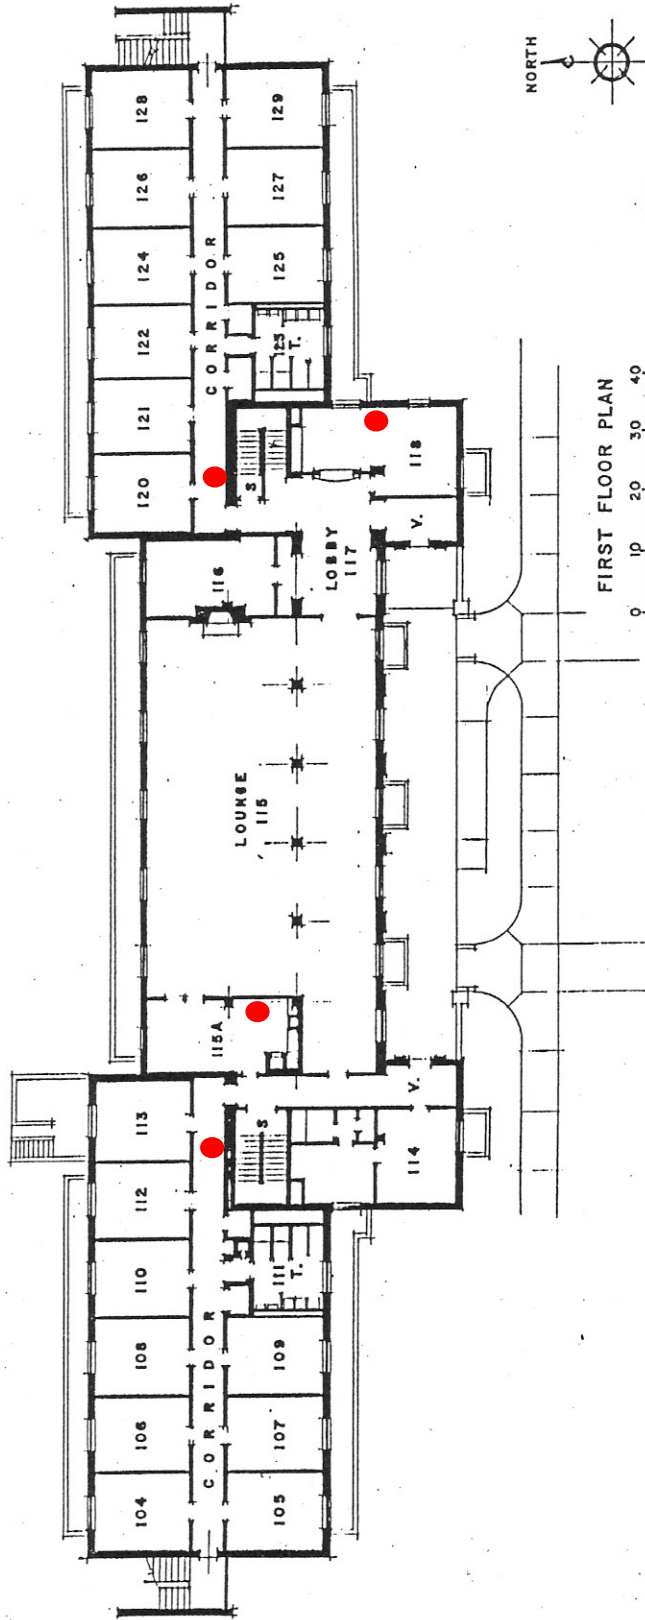 NORTH
128
129
126
127
124
125
CORRIDOR
122
123
T.
121
120
S
118
V.
LOBBY
117
116
FIRST FLOOR PLAN
0 10 20 30 40
LOUNGE
115
115A
V.
113
S
114
112
110
111
T.
CORRIDOR
108
109
106
107
104
105